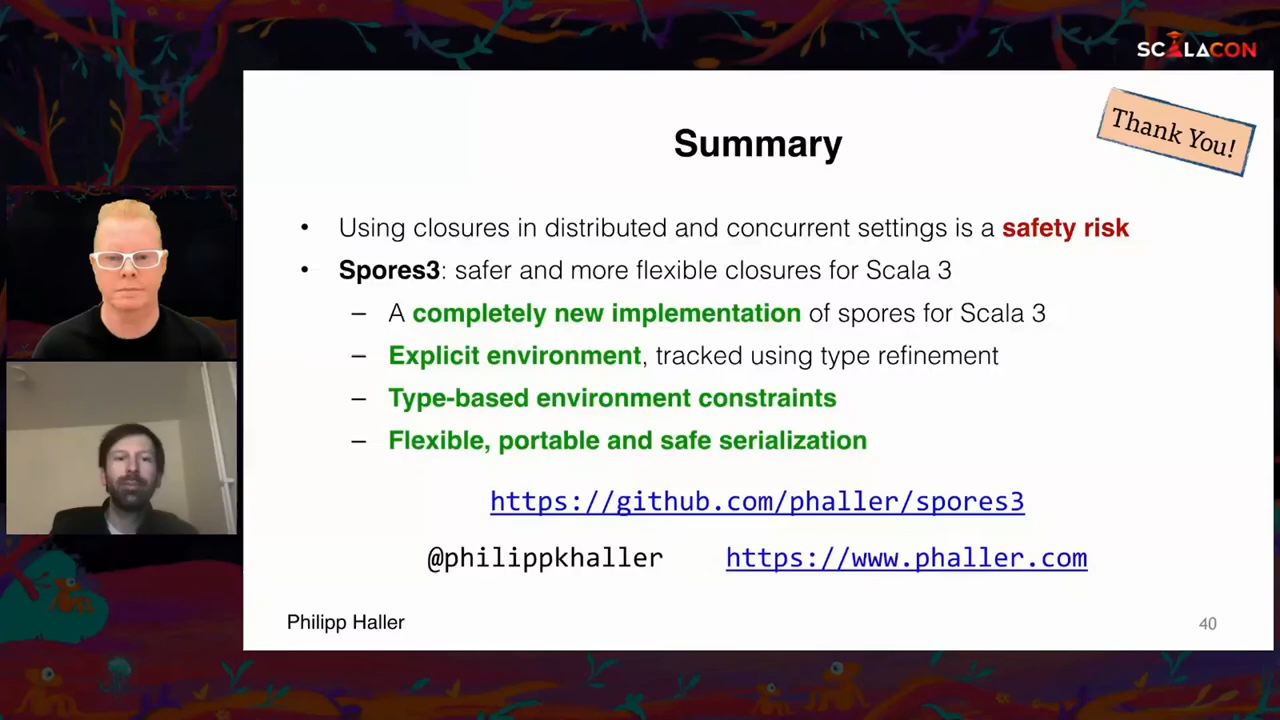 SCALACON
Thank You!
Summary
• Using closures in distributed and concurrent settings is a safety risk
• Spores3: safer and more flexible closures for Scala 3
– A completely new implementation of spores for Scala 3
– Explicit environment, tracked using type refinement
– Type-based environment constraints
– Flexible, portable and safe serialization
https://github.com/phaller/spores3
@philippkhaller https://www.phaller.com
Philipp Haller
40